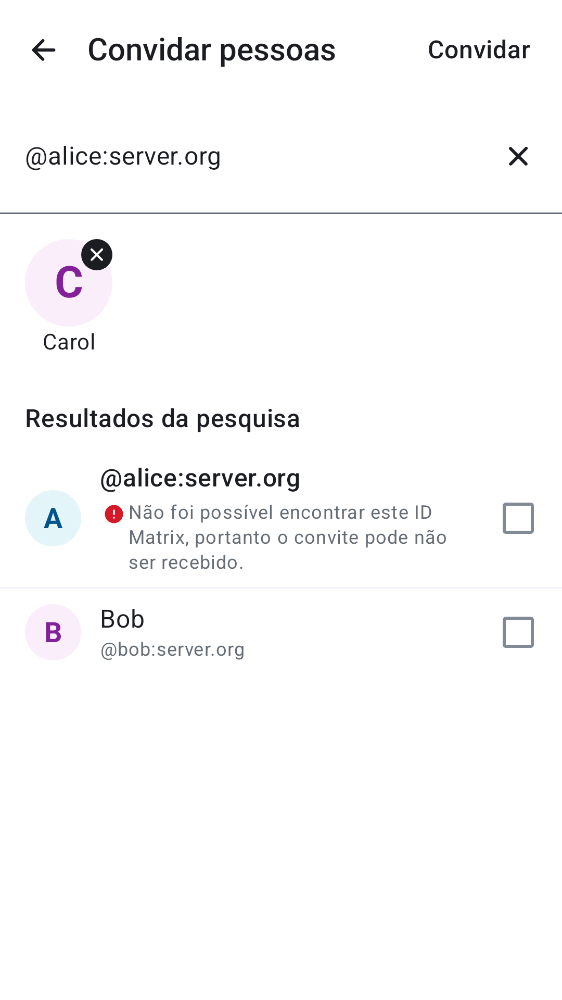 Convidar pessoas
Convidar
@alice:server.org
C
Carol
Resultados da pesquisa
@alice:server.org
A
Não foi possível encontrar este ID
Matrix, portanto o convite pode não
ser recebido.
B
Bob
@bob:server.org